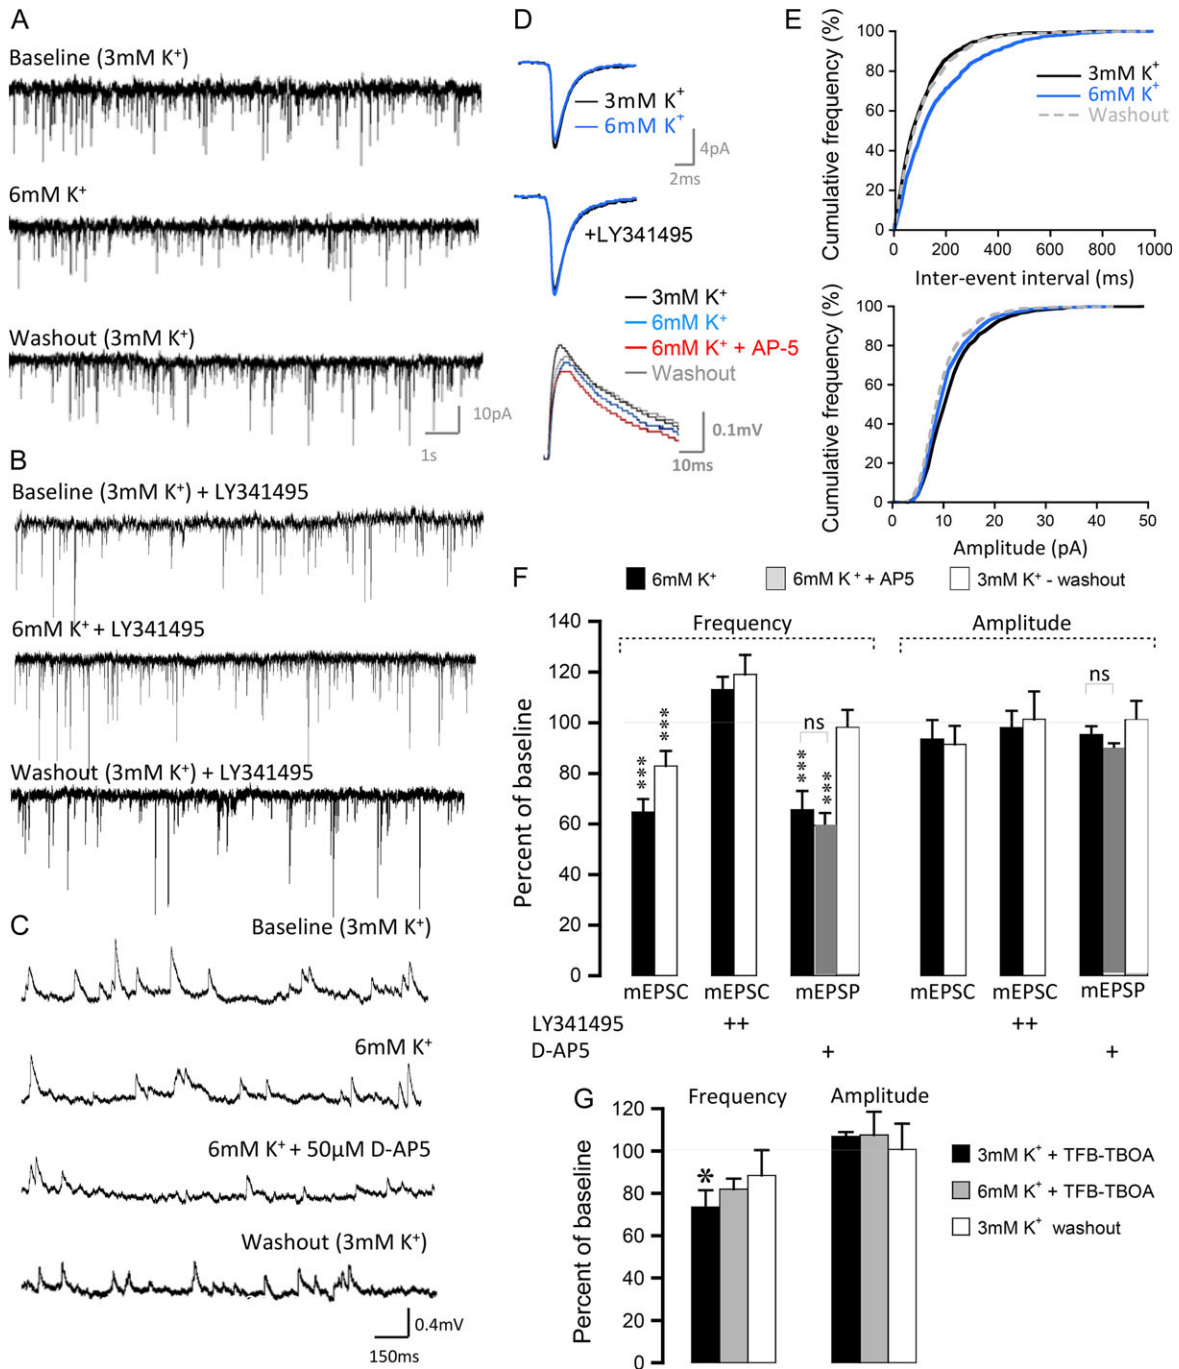 A
Baseline (3mM K⁺)
6mM K⁺
Washout (3mM K⁺)
10pA
1s
B
Baseline (3mM K⁺) + LY341495
6mM K⁺ + LY341495
Washout (3mM K⁺) + LY341495
C
Baseline (3mM K⁺)
6mM K⁺
6mM K⁺ + 50µM D-AP5
Washout (3mM K⁺)
0.4mV
150ms
D
3mM K⁺
6mM K⁺
4pA
2ms
+LY341495
3mM K⁺
6mM K⁺
6mM K⁺ + AP-5
Washout
0.1mV
10ms
E
Cumulative frequency (%)
100
80
60
40
20
0
3mM K⁺
6mM K⁺
Washout
0 200 400 600 800 1000
Inter-event interval (ms)
Cumulative frequency (%)
100
80
60
40
20
0
0 10 20 30 40 50
Amplitude (pA)
F
6mM K⁺
6mM K⁺ + AP5
3mM K⁺ - washout
Percent of baseline
140
120
100
80
60
40
20
0
Frequency
Amplitude
***
***
ns
***
***
ns
mEPSC mEPSC mEPSP mEPSC mEPSC mEPSP
LY341495 ++ ++
D-AP5 + +
G
Frequency Amplitude
Percent of baseline
120
100
80
60
40
20
0
*
3mM K⁺ + TFB-TBOA
6mM K⁺ + TFB-TBOA
3mM K⁺ washout